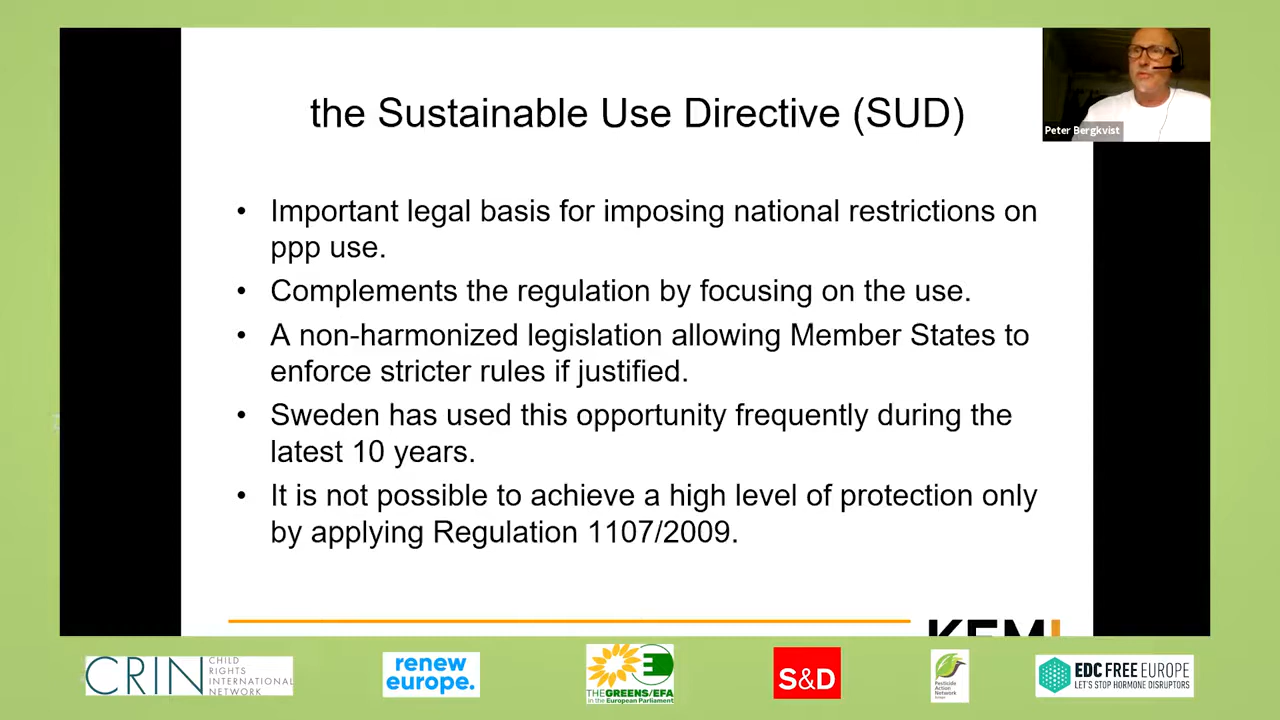 the Sustainable Use Directive (SUD)
Peter Bergkvist
• Important legal basis for imposing national restrictions on
ppp use.
• Complements the regulation by focusing on the use.
• A non-harmonized legislation allowing Member States to
enforce stricter rules if justified.
• Sweden has used this opportunity frequently during the
latest 10 years.
• It is not possible to achieve a high level of protection only
by applying Regulation 1107/2009.
KEMI
CRIN
CHILD
RIGHTS
INTERNATIONAL
NETWORK
renew
europe.
THE GREENS/EFA
in the European Parliament
S&D
Pesticide
Action
Network
Europe
EDC FREE EUROPE
LET'S STOP HORMONE DISRUPTORS